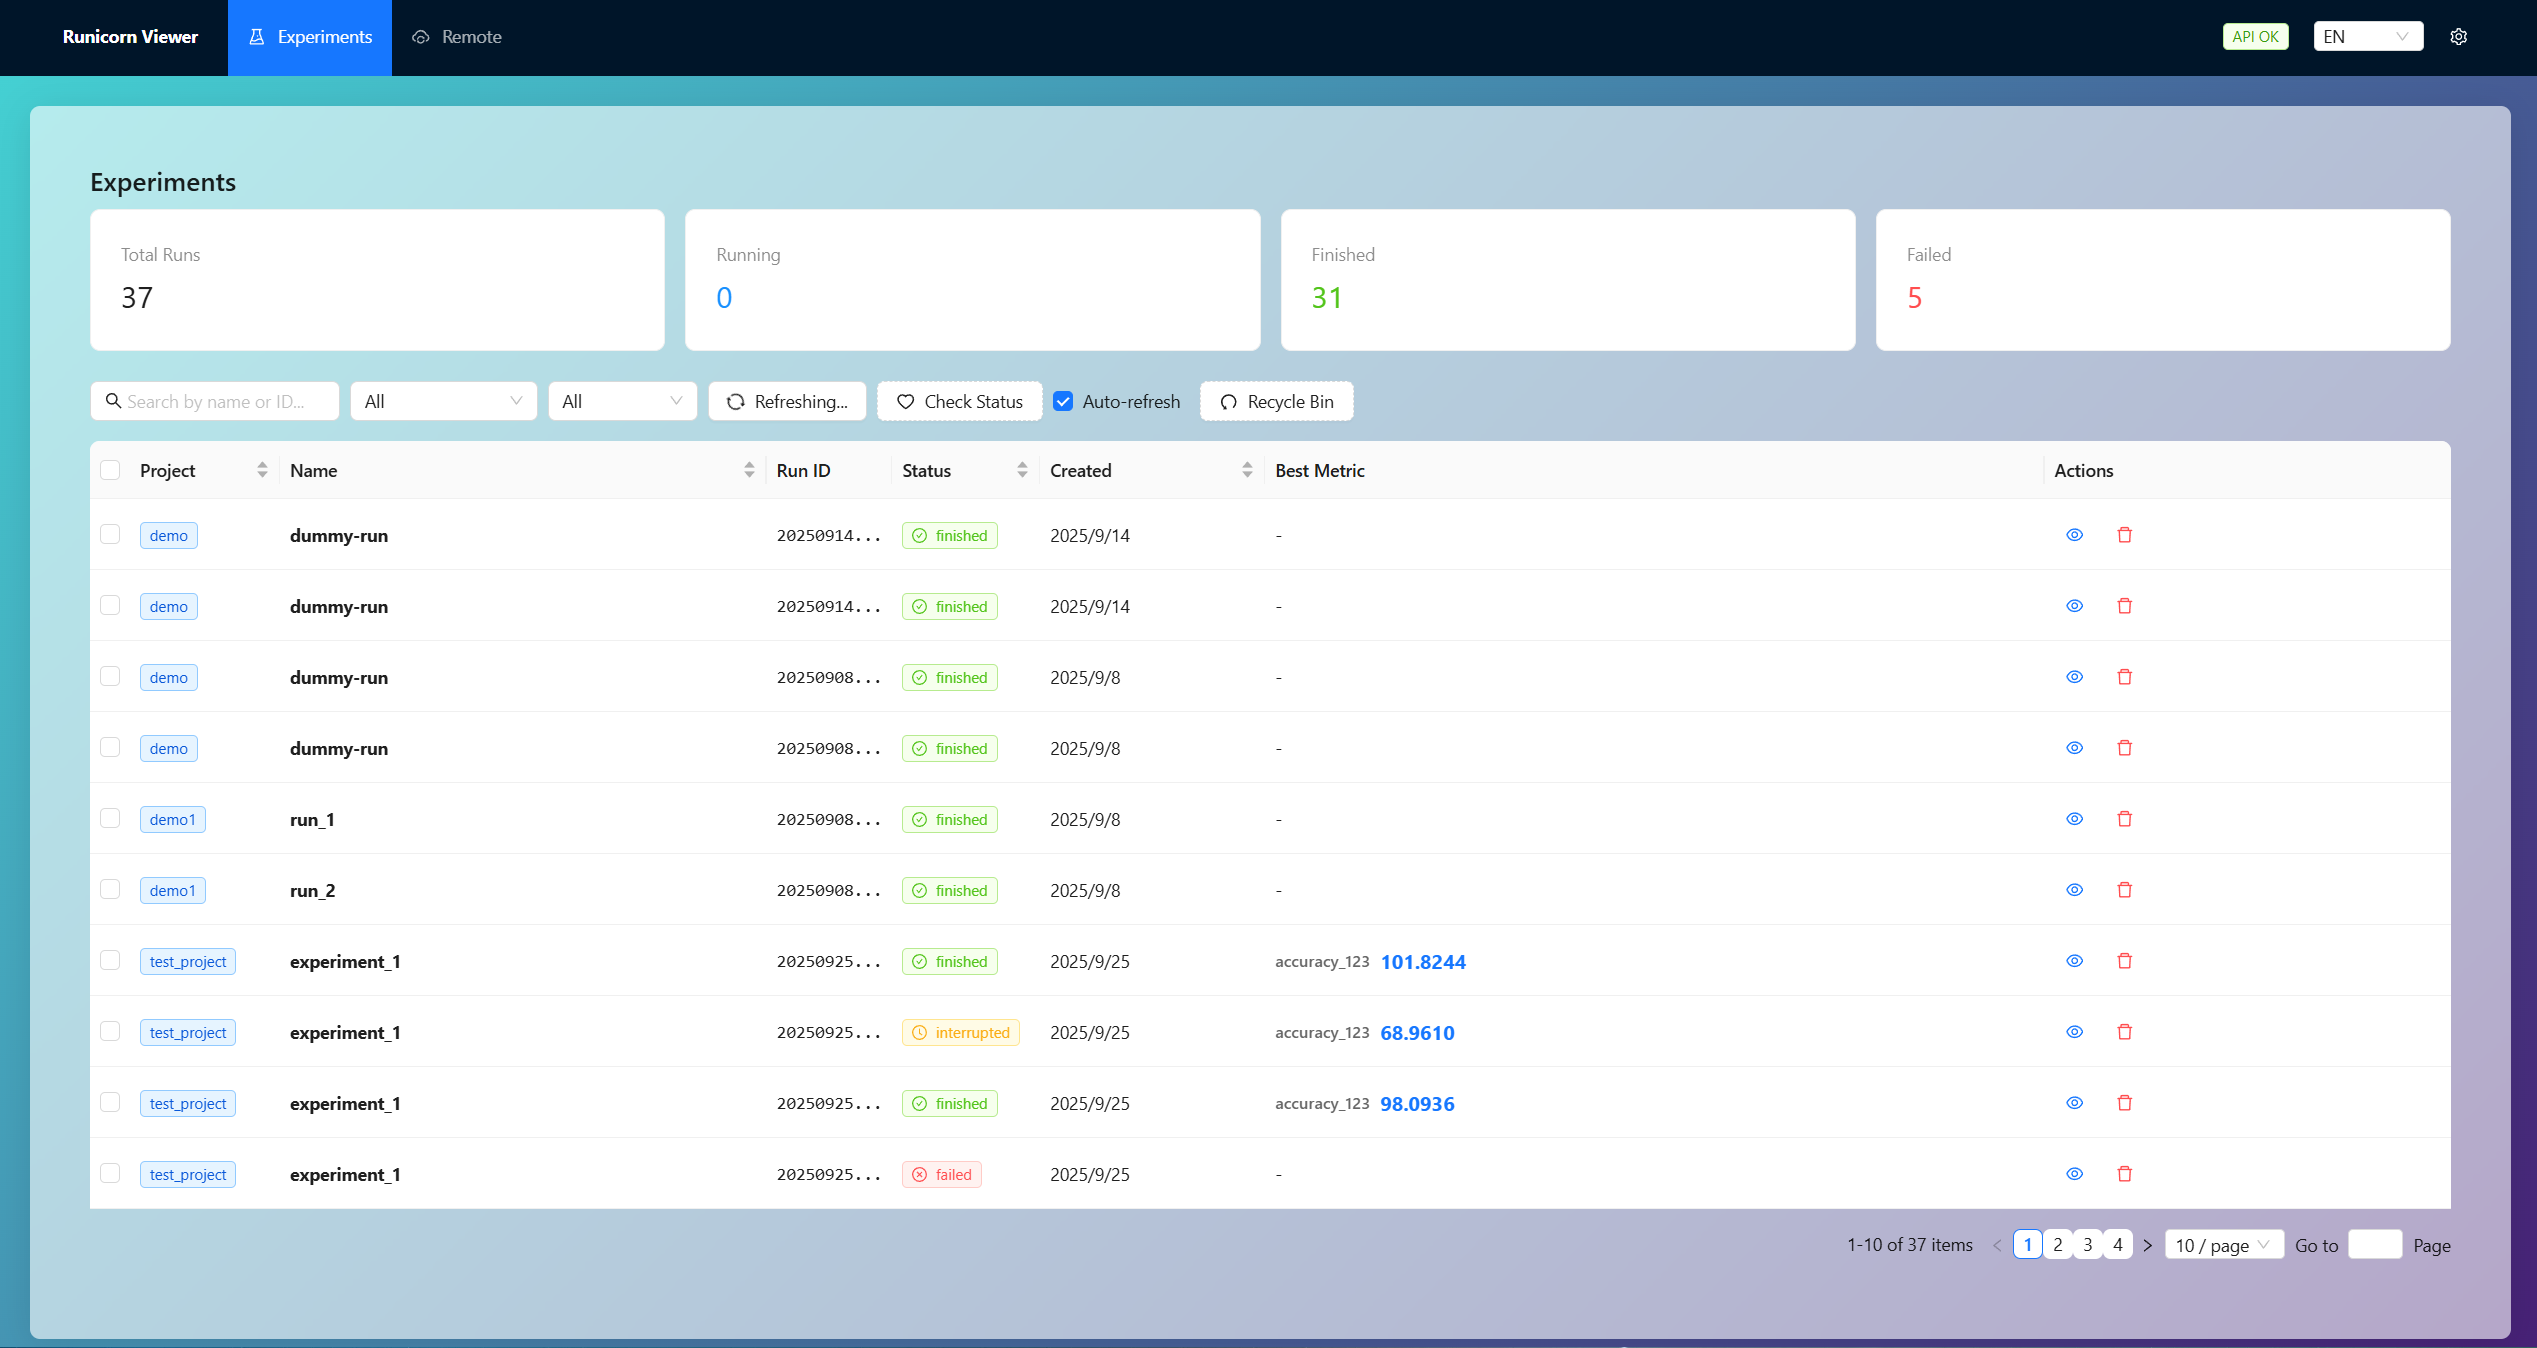 Runicorn Viewer Experiments Remote API OK EN
Experiments
Total Runs Running Finished Failed
37 0 31 5
Search by name or ID... All All Refreshing... Check Status Auto-refresh Recycle Bin
Project Name Run ID Status Created Best Metric Actions
demo dummy-run 20250914... finished 2025/9/14 -
demo dummy-run 20250914... finished 2025/9/14 -
demo dummy-run 20250908... finished 2025/9/8 -
demo dummy-run 20250908... finished 2025/9/8 -
demo1 run_1 20250908... finished 2025/9/8 -
demo1 run_2 20250908... finished 2025/9/8 -
test_project experiment_1 20250925... finished 2025/9/25 accuracy_123 101.8244
test_project experiment_1 20250925... interrupted 2025/9/25 accuracy_123 68.9610
test_project experiment_1 20250925... finished 2025/9/25 accuracy_123 98.0936
test_project experiment_1 20250925... failed 2025/9/25 -
1-10 of 37 items < 1 2 3 4 > 10 / page Go to Page